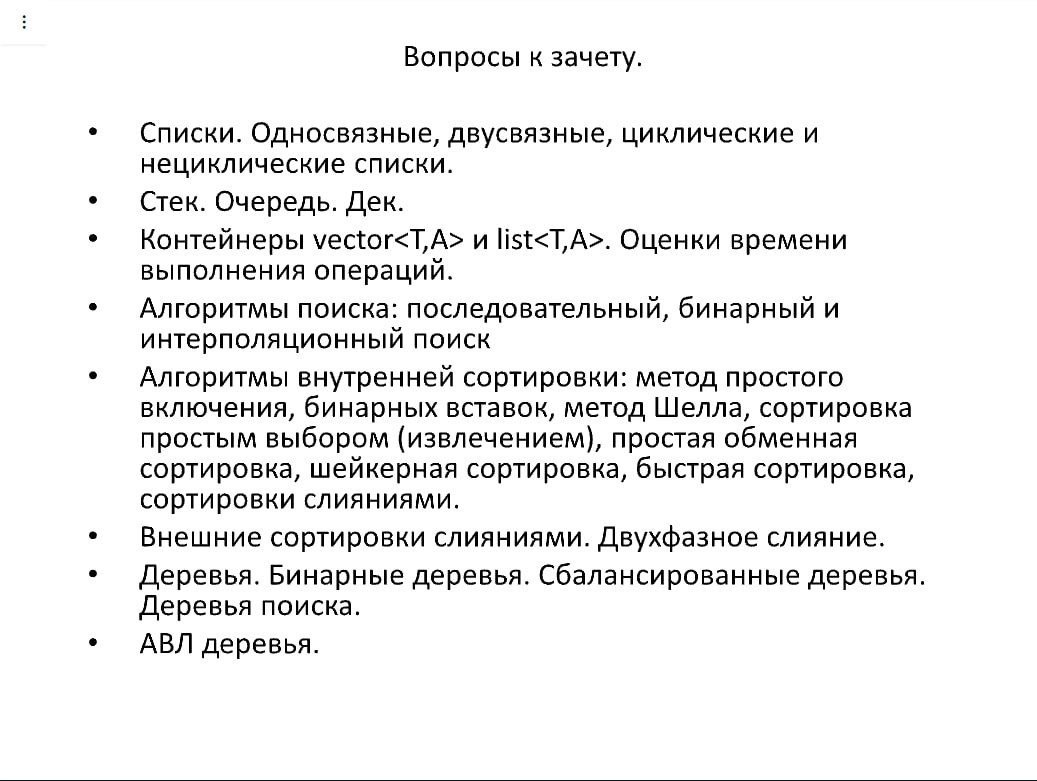 Вопросы к зачету.
• Списки. Односвязные, двусвязные, циклические и
нециклические списки.
• Стек. Очередь. Дек.
• Контейнеры vector<T,A> и list<T,A>. Оценки времени
выполнения операций.
• Алгоритмы поиска: последовательный, бинарный и
интерполяционный поиск
• Алгоритмы внутренней сортировки: метод простого
включения, бинарных вставок, метод Шелла, сортировка
простым выбором (извлечением), простая обменная
сортировка, шейкерная сортировка, быстрая сортировка,
сортировки слияниями.
• Внешние сортировки слияниями. Двухфазное слияние.
• Деревья. Бинарные деревья. Сбалансированные деревья.
Деревья поиска.
• АВЛ деревья.